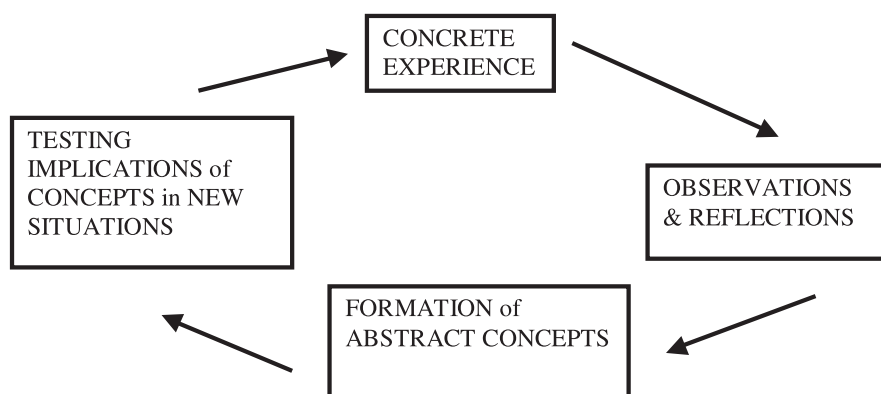 CONCRETE
EXPERIENCE
OBSERVATIONS
& REFLECTIONS
FORMATION of
ABSTRACT CONCEPTS
TESTING
IMPLICATIONS of
CONCEPTS in NEW
SITUATIONS